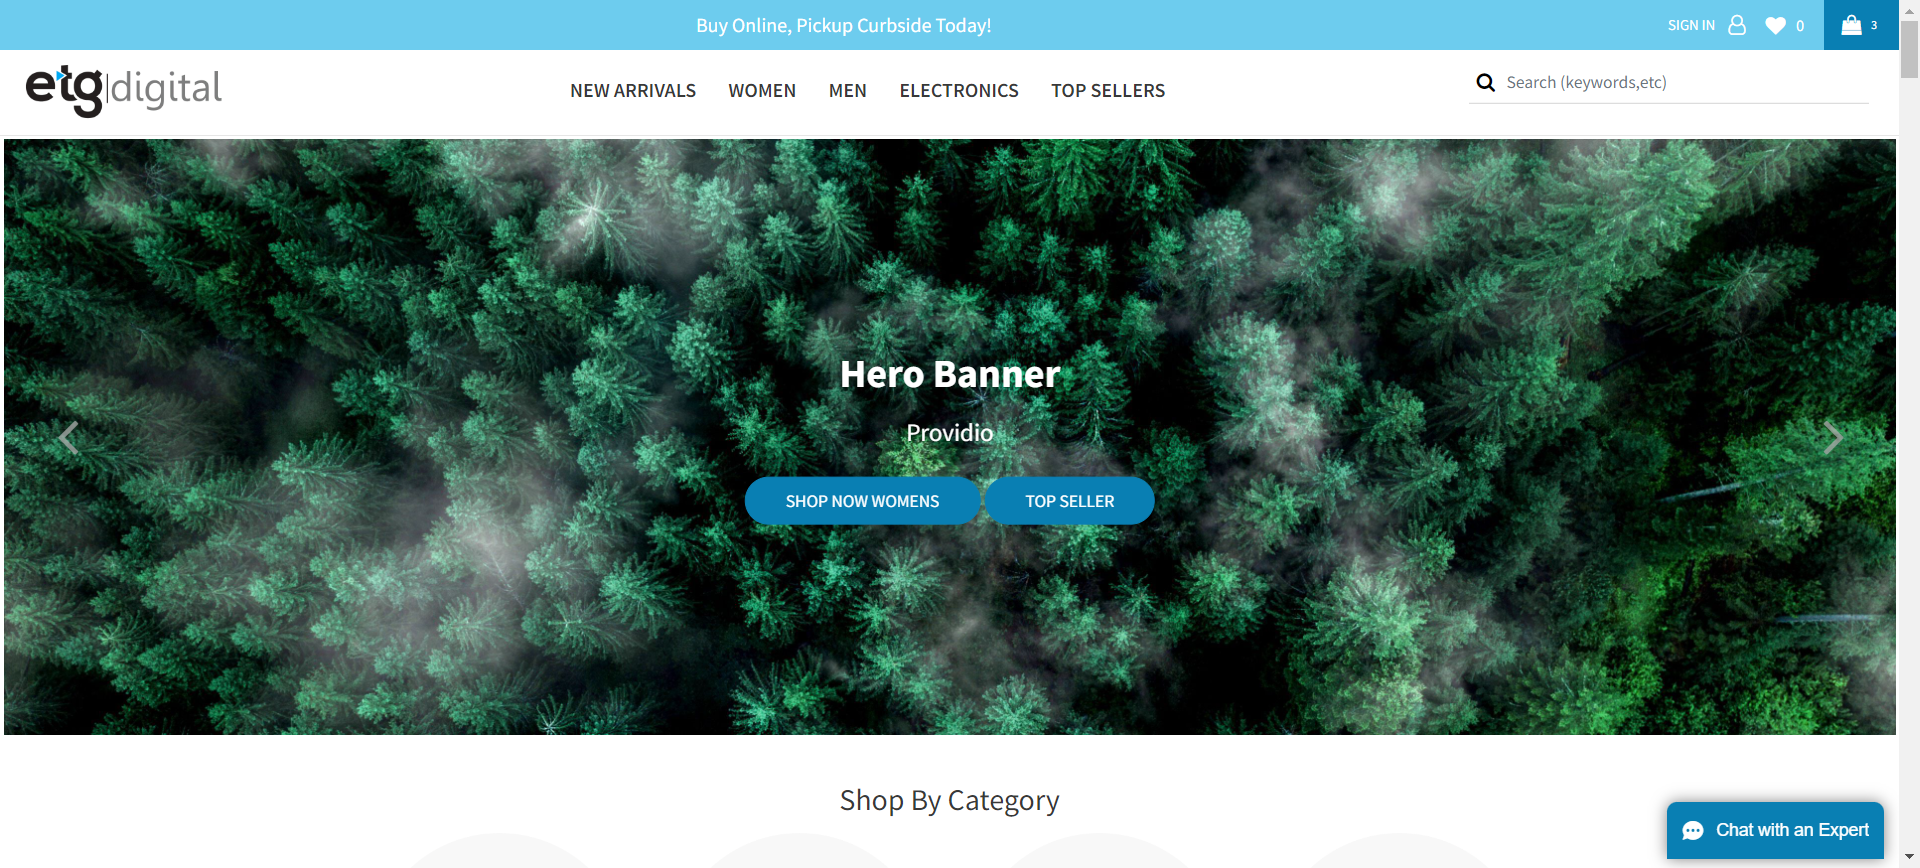 Buy Online, Pickup Curbside Today!
SIGN IN 0 3
etg|digital
NEW ARRIVALS WOMEN MEN ELECTRONICS TOP SELLERS
Search (keywords,etc)
Hero Banner
Providio
SHOP NOW WOMENS TOP SELLER
Shop By Category
Chat with an Expert